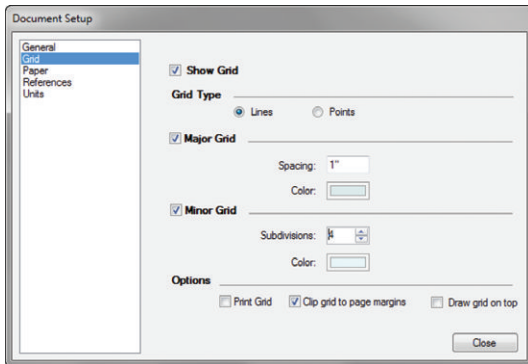 Document Setup
General
Grid
Paper
References
Units
Show Grid
Grid Type
Lines Points
Major Grid
Spacing: 1"
Color:
Minor Grid
Subdivisions: 4
Color:
Options
Print Grid Clip grid to page margins Draw grid on top
Close